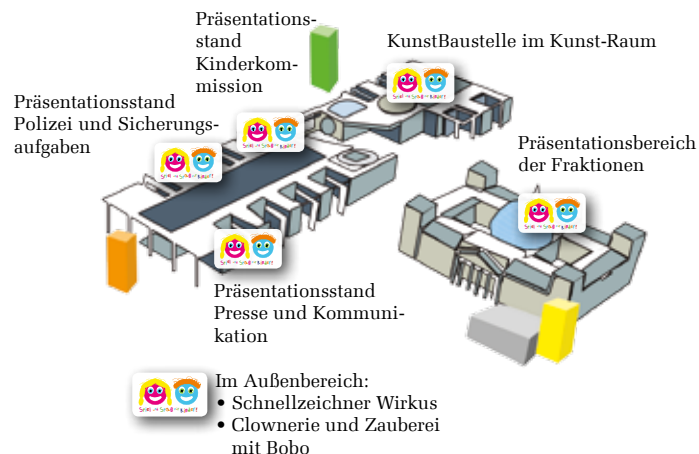 Präsentations-
stand
Kinderkom-
mission
KunstBaustelle im Kunst-Raum
Präsentationsstand
Polizei und Sicherungs-
aufgaben
Präsentationsbereich
der Fraktionen
Präsentationsstand
Presse und Kommuni-
kation
Im Außenbereich:
• Schnellzeichner Wirkus
• Clownerie und Zauberei
mit Bobo